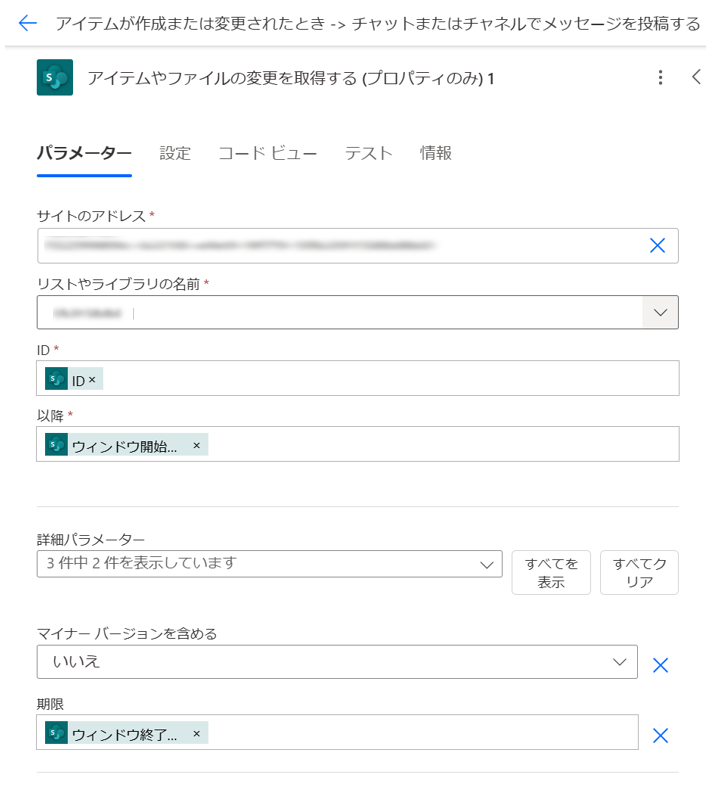 アイテムが作成または変更されたとき -> チャットまたはチャネルでメッセージを投稿する
アイテムやファイルの変更を取得する (プロパティのみ) 1
パラメーター 設定 コード ビュー テスト 情報
サイトのアドレス *
リストやライブラリの名前 *
ID *
ID ×
以降 *
ウィンドウ開始... ×
詳細パラメーター
3 件中 2 件を表示しています
すべてを
表示
すべてク
リア
マイナー バージョンを含める
いいえ
期限
ウィンドウ終了... ×